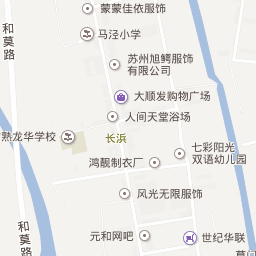 蒙蒙佳依服饰
和莫路
马泾小学
苏州旭鳄服饰
有限公司
大顺发购物广场
人间天堂浴场
熟龙华学校
长浜
七彩阳光
双语幼儿园
鸿靓制衣厂
风光无限服饰
和莫路
元和网吧
世纪华联